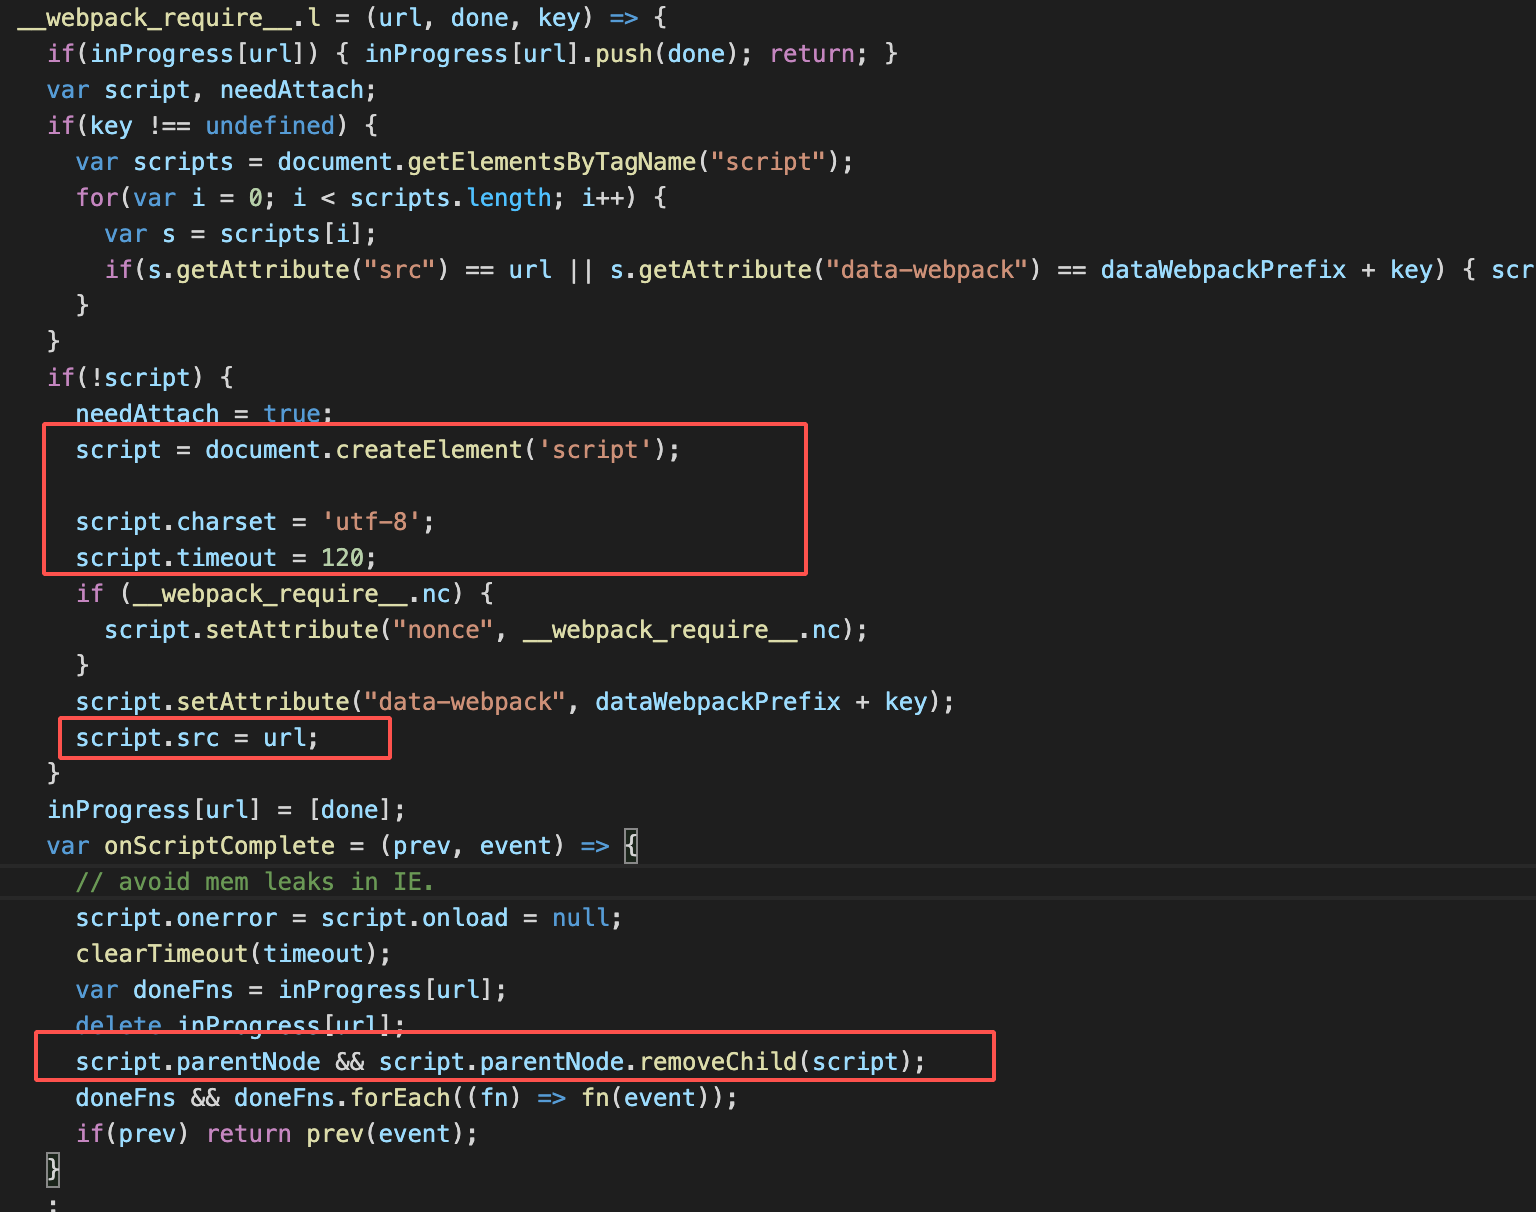 __webpack_require__.l = (url, done, key) => {
if(inProgress[url]) { inProgress[url].push(done); return; }
var script, needAttach;
if(key !== undefined) {
var scripts = document.getElementsByTagName("script");
for(var i = 0; i < scripts.length; i++) {
var s = scripts[i];
if(s.getAttribute("src") == url || s.getAttribute("data-webpack") == dataWebpackPrefix + key) { scr
}
}
if(!script) {
needAttach = true;
script = document.createElement('script');
script.charset = 'utf-8';
script.timeout = 120;
if (__webpack_require__.nc) {
script.setAttribute("nonce", __webpack_require__.nc);
}
script.setAttribute("data-webpack", dataWebpackPrefix + key);
script.src = url;
}
inProgress[url] = [done];
var onScriptComplete = (prev, event) => {
// avoid mem leaks in IE.
script.onerror = script.onload = null;
clearTimeout(timeout);
var doneFns = inProgress[url];
delete inProgress[url];
script.parentNode && script.parentNode.removeChild(script);
doneFns && doneFns.forEach((fn) => fn(event));
if(prev) return prev(event);
}
;